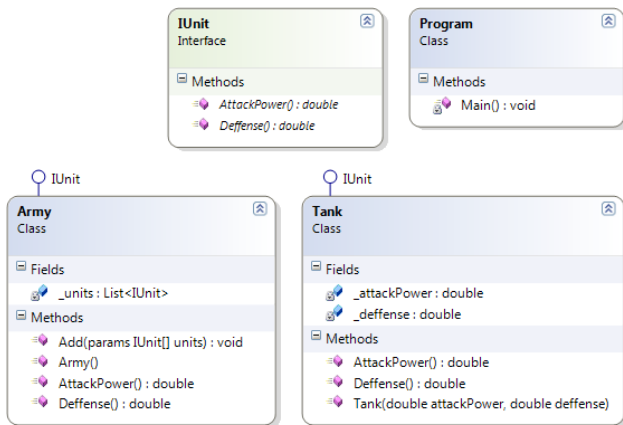 IUnit
Interface
Methods
AttackPower() : double
Deffense() : double
Program
Class
Methods
Main() : void
IUnit
Army
Class
Fields
_units : List<IUnit>
Methods
Add(params IUnit[] units) : void
Army()
AttackPower() : double
Deffense() : double
IUnit
Tank
Class
Fields
_attackPower : double
_deffense : double
Methods
AttackPower() : double
Deffense() : double
Tank(double attackPower, double deffense)